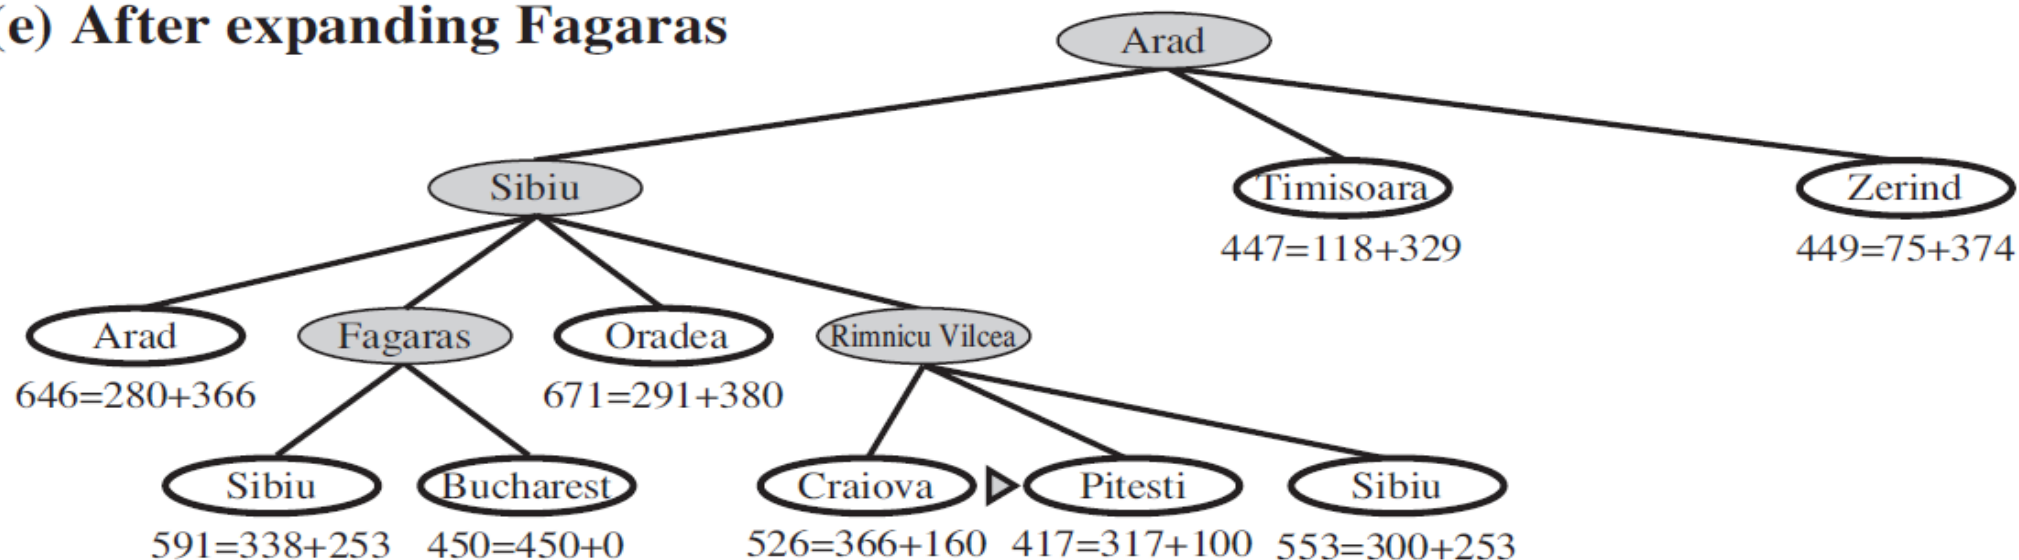 (e) After expanding Fagaras
Arad
Sibiu
Timisoara
Zerind
447=118+329
449=75+374
Arad
Fagaras
Oradea
Rimnicu Vilcea
646=280+366
671=291+380
Sibiu
Bucharest
Craiova
Pitesti
Sibiu
591=338+253
450=450+0
526=366+160
417=317+100
553=300+253